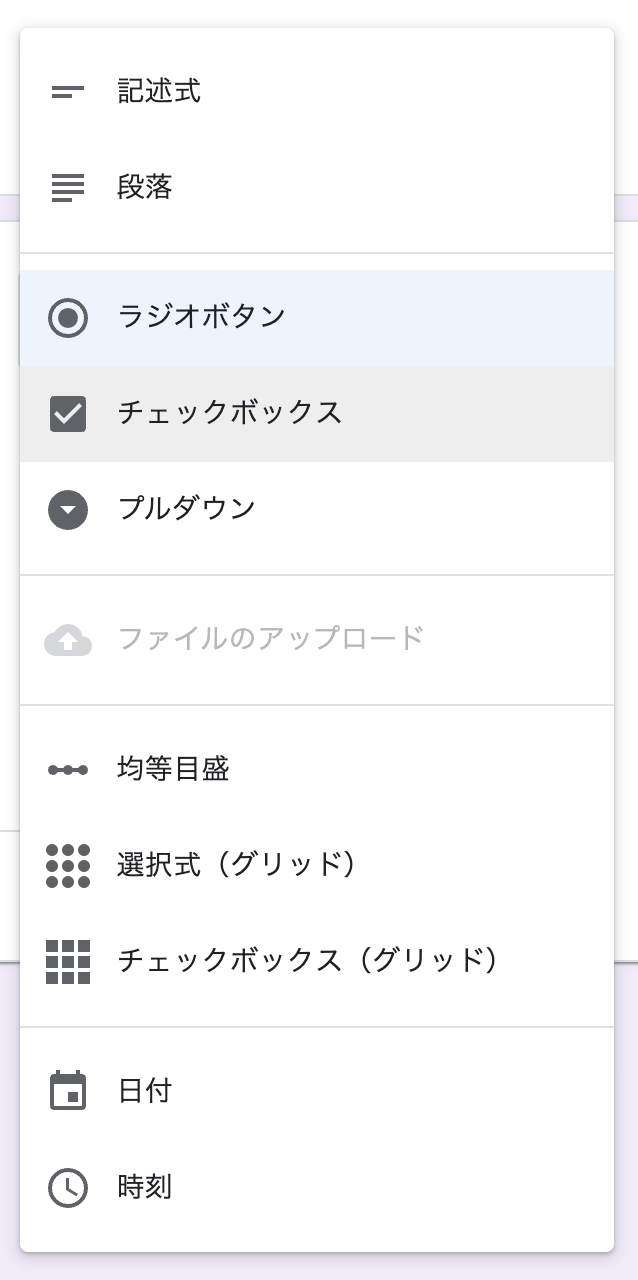 記述式
段落
ラジオボタン
チェックボックス
プルダウン
ファイルのアップロード
均等目盛
選択式（グリッド）
チェックボックス（グリッド）
日付
時刻